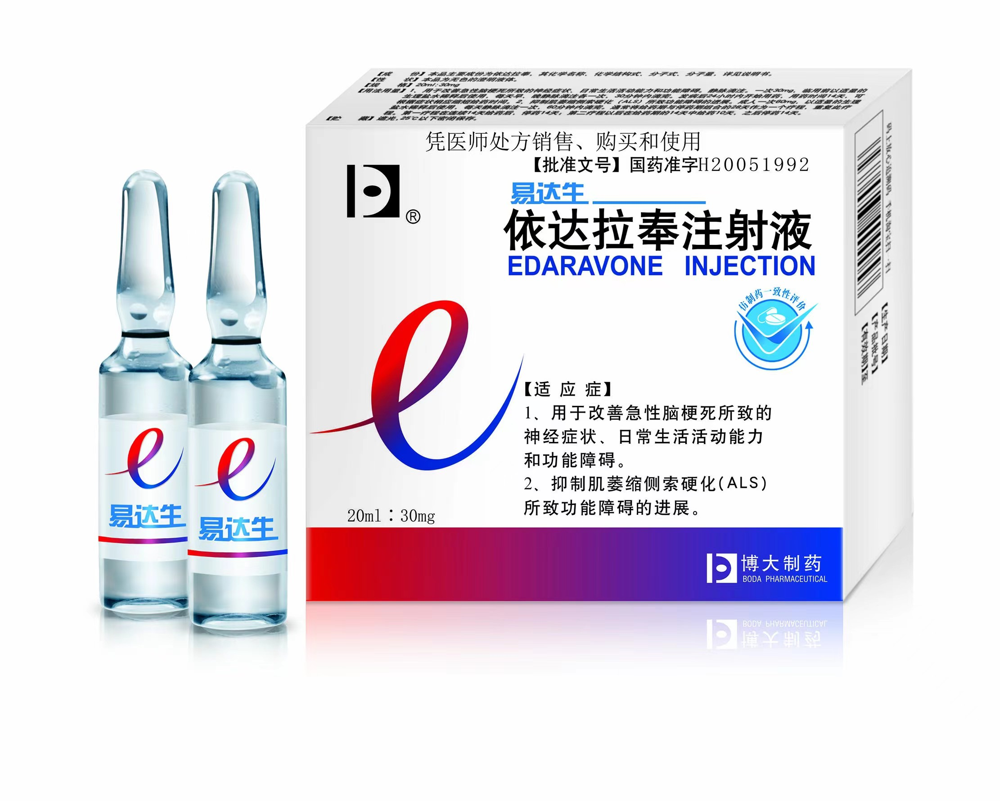 【成　份】本品主要成份为依达拉奉，其化学名称、化学结构式、分子式、分子量，详见说明书。
【性　状】本品为无色的澄明液体。
【规　格】20ml:30mg
【用法用量】1、用于改善急性脑梗死所致的神经症状、日常生活活动能力和功能障碍。静脉滴注。一次30mg，临用前以适量的
生理盐水稀释后使用，每天早、晚静脉滴注各一次，30分钟内滴完。发病后24小时内开始用药，用药时间14天，可
根据症状相应缩短给药时间。2、抑制肌萎缩侧索硬化（ALS）所致功能障碍的进展。成人一次60mg，以适量的生理
盐水稀释后使用，每天静脉滴注一次，60分钟内滴完。通常将给药期与停药期组合的28天作为一个疗程，重复此疗
程。第一疗程在连续14天给药后，停药14天；第二疗程以后在给药期的14天中给药10天，之后停药14天。
【贮　藏】遮光，25℃以下密闭保存。
凭医师处方销售、购买和使用
【批准文号】国药准字H20051992
®
易达生
依达拉奉注射液
EDARAVONE INJECTION
仿制药一致性评价
【适 应 症】
1、用于改善急性脑梗死所致的
神经症状、日常生活活动能力
和功能障碍。
2、抑制肌萎缩侧索硬化(ALS)
所致功能障碍的进展。
20ml：30mg
博大制药
BODA PHARMACEUTICAL
【生产日期】
【产品批号】
【有效期】至
易达生
易达生